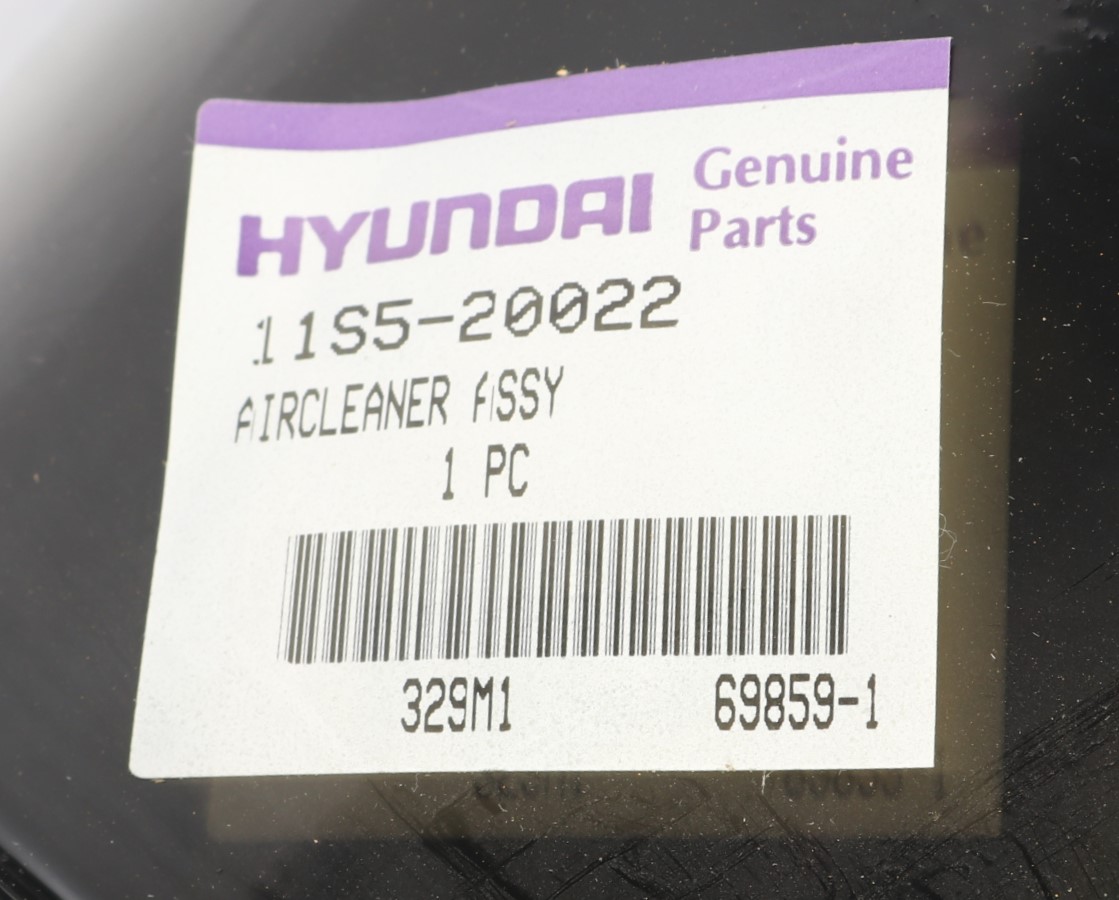 HYUNDAI Genuine Parts
11S5-20022
AIRCLEANER ASSY
1 PC
329M1 69859-1